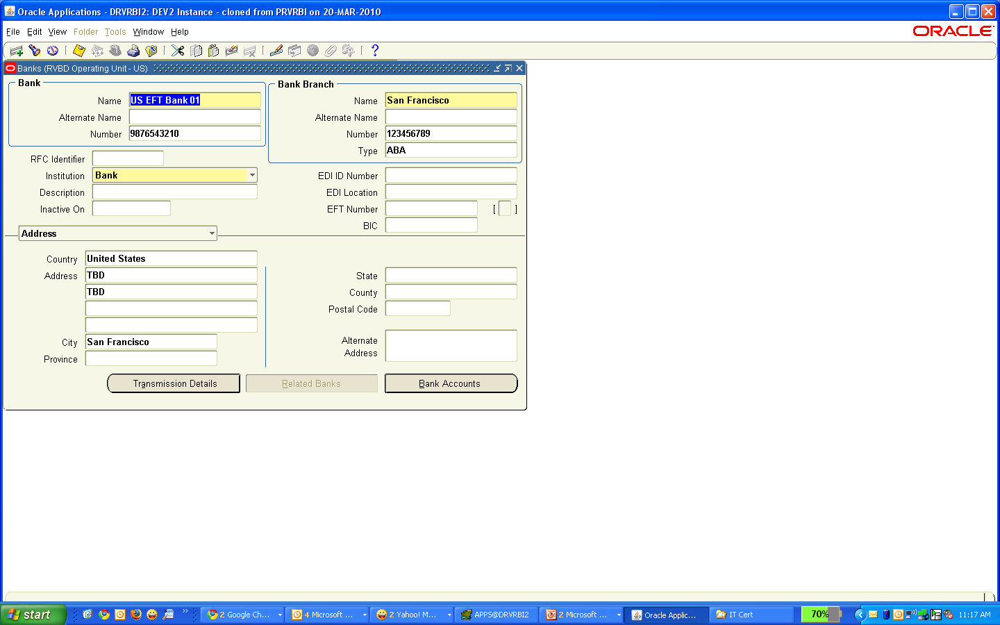 Oracle Applications - DRVRBI2: DEV2 Instance - cloned from PRVRBI on 20-MAR-2010
File Edit View Folder Tools Window Help
ORACLE
Banks (RVBD Operating Unit - US)
Bank
Name US EFT Bank 01
Alternate Name
Number 9876543210
Bank Branch
Name San Francisco
Alternate Name
Number 123456789
Type ABA
RFC Identifier
Institution Bank
Description
Inactive On
EDI ID Number
EDI Location
EFT Number [ ]
BIC
Address
Country United States
Address TBD
TBD
City San Francisco
Province
State
County
Postal Code
Alternate
Address
Transmission Details
Related Banks
Bank Accounts
start
2 Google Ch...
4 Microsoft ...
2 Yahoo! M...
APPS@DRVRBI2
2 Microsoft ...
Oracle Applic...
IT Cert
70%
11:17 AM